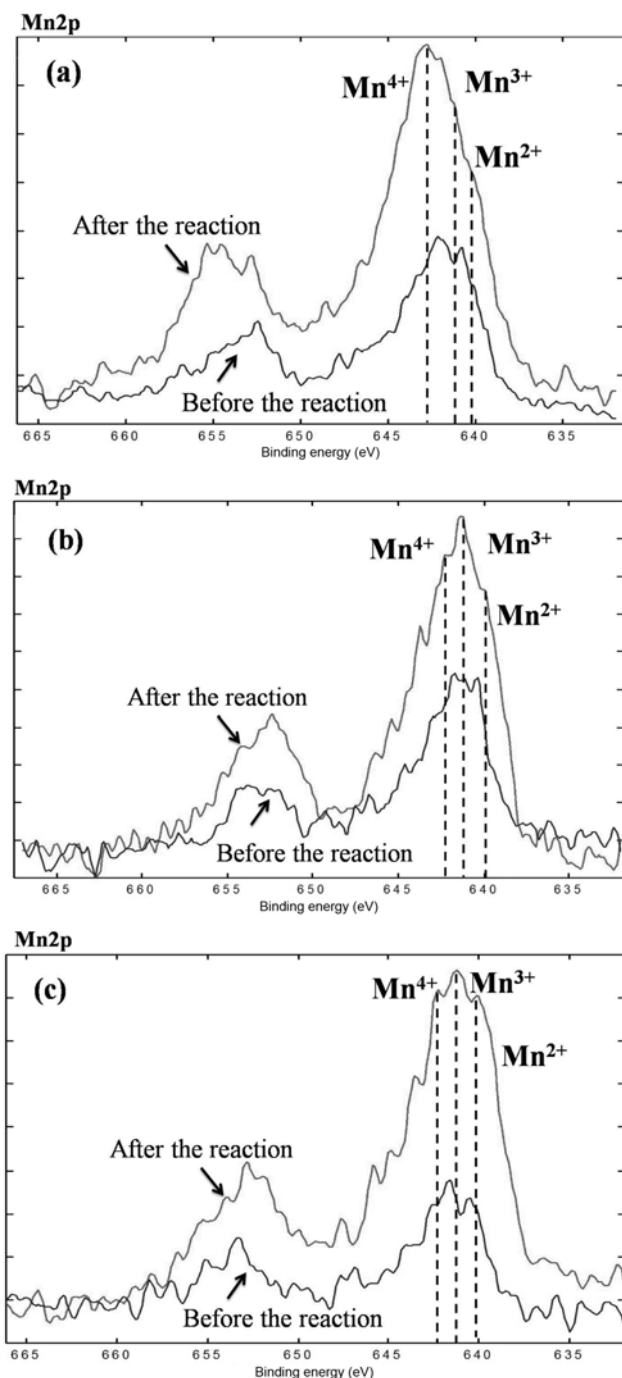 Mn2p
(a)
Mn⁴⁺
Mn³⁺
Mn²⁺
After the reaction
Before the reaction
665 660 655 650 645 640 635
Binding energy (eV)
Mn2p
(b)
Mn⁴⁺
Mn³⁺
Mn²⁺
After the reaction
Before the reaction
665 660 655 650 645 640 635
Binding energy (eV)
Mn2p
(c)
Mn⁴⁺
Mn³⁺
Mn²⁺
After the reaction
Before the reaction
665 660 655 650 645 640 635
Binding energy (eV)